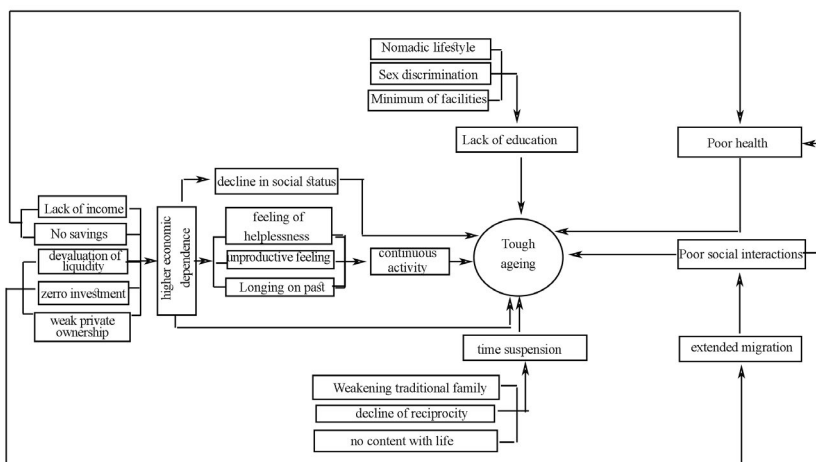 Nomadic lifestyle
Sex discrimination
Minimum of facilities
Lack of education
Poor health
decline in social status
Lack of income
No savings
devaluation of
liquidity
zerro investment
weak private
ownership
higher economic
dependence
feeling of
helplessness
unproductive feeling
Longing on past
continuous
activity
Tough
ageing
Poor social interactions
time suspension
extended migration
Weakening traditional family
decline of reciprocity
no content with life